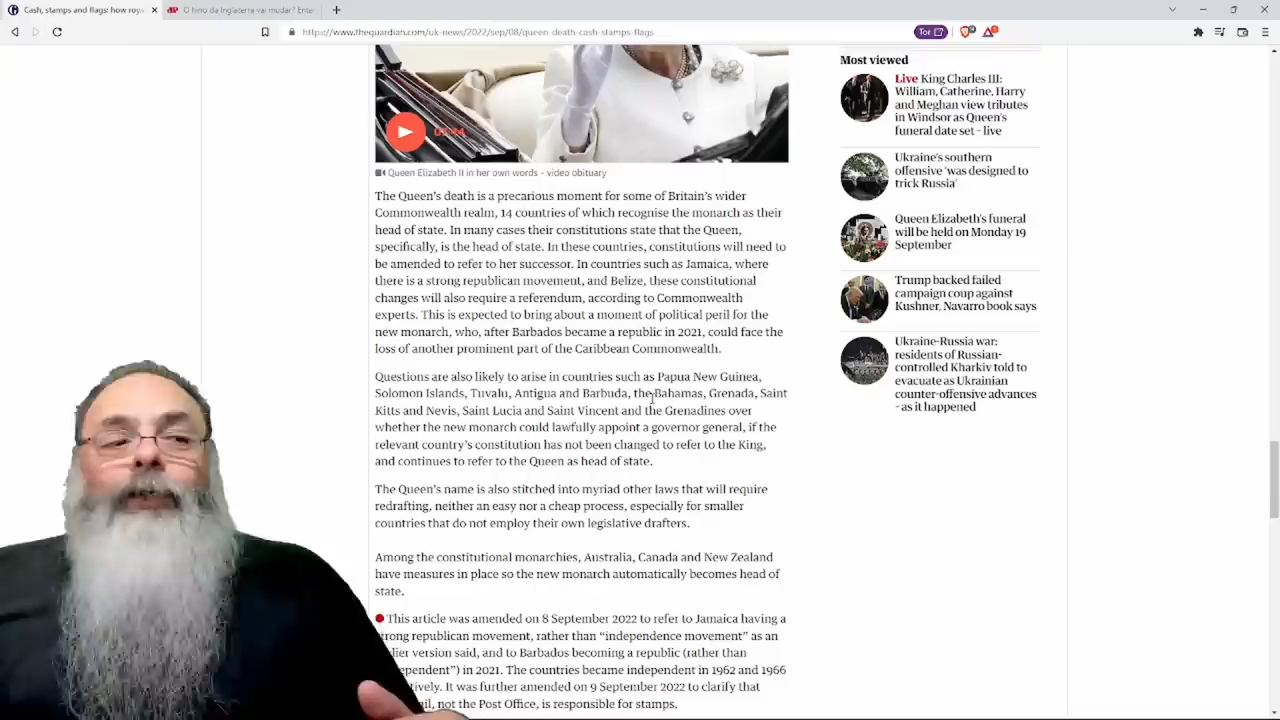 Cash, stamps and flags: how roy
O hino da Inglaterra vai mudar? Enter
https://www.theguardian.com/uk-news/2022/sep/08/queen-death-cash-stamps-flags
Tor
01:44
Queen Elizabeth II in her own words – video obituary
The Queen’s death is a precarious moment for some of Britain’s wider
Commonwealth realm, 14 countries of which recognise the monarch as their
head of state. In many cases their constitutions state that the Queen,
specifically, is the head of state. In these countries, constitutions will need to
be amended to refer to her successor. In countries such as Jamaica, where
there is a strong republican movement, and Belize, these constitutional
changes will also require a referendum, according to Commonwealth
experts. This is expected to bring about a moment of political peril for the
new monarch, who, after Barbados became a republic in 2021, could face the
loss of another prominent part of the Caribbean Commonwealth.
Questions are also likely to arise in countries such as Papua New Guinea,
Solomon Islands, Tuvalu, Antigua and Barbuda, the Bahamas, Grenada, Saint
Kitts and Nevis, Saint Lucia and Saint Vincent and the Grenadines over
whether the new monarch could lawfully appoint a governor general, if the
relevant country’s constitution has not been changed to refer to the King,
and continues to refer to the Queen as head of state.
The Queen’s name is also stitched into myriad other laws that will require
redrafting, neither an easy nor a cheap process, especially for smaller
countries that do not employ their own legislative drafters.
Among the constitutional monarchies, Australia, Canada and New Zealand
have measures in place so the new monarch automatically becomes head of
state.
This article was amended on 8 September 2022 to refer to Jamaica having a
trong republican movement, rather than “independence movement” as an
lier version said, and to Barbados becoming a republic (rather than
ependent”) in 2021. The countries became independent in 1962 and 1966
tively. It was further amended on 9 September 2022 to clarify that
il, not the Post Office, is responsible for stamps.
Most viewed
Live King Charles III:
William, Catherine, Harry
and Meghan view tributes
in Windsor as Queen’s
funeral date set – live
Ukraine’s southern
offensive ‘was designed to
trick Russia’
Queen Elizabeth’s funeral
will be held on Monday 19
September
Trump backed failed
campaign coup against
Kushner, Navarro book says
Ukraine-Russia war:
residents of Russian-
controlled Kharkiv told to
evacuate as Ukrainian
counter-offensive advances
– as it happened